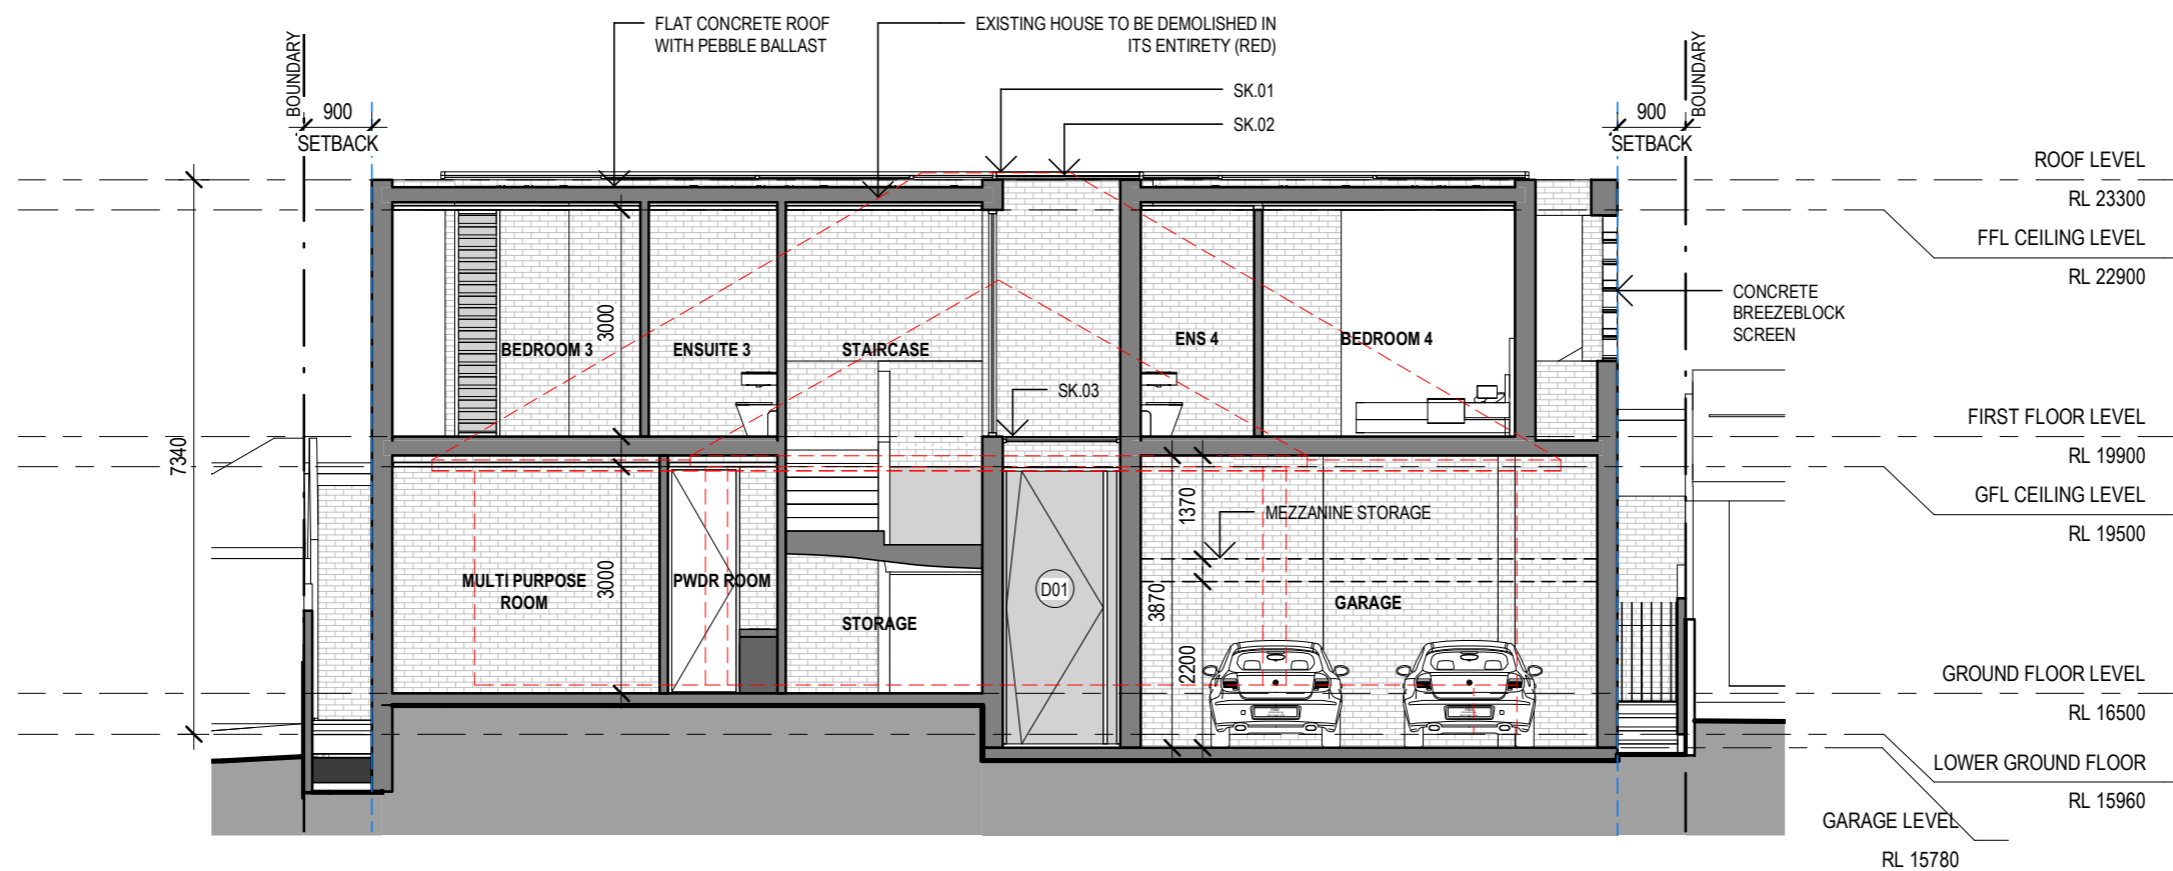 FLAT CONCRETE ROOF
WITH PEBBLE BALLAST
EXISTING HOUSE TO BE DEMOLISHED IN
ITS ENTIRETY (RED)
SK.01
SK.02
BOUNDARY
900
SETBACK
BOUNDARY
900
SETBACK
ROOF LEVEL
RL 23300
FFL CEILING LEVEL
RL 22900
CONCRETE
BREEZEBLOCK
SCREEN
3000
BEDROOM 3
ENSUITE 3
STAIRCASE
ENS 4
BEDROOM 4
SK.03
FIRST FLOOR LEVEL
RL 19900
7340
GFL CEILING LEVEL
RL 19500
1370
MEZZANINE STORAGE
MULTI PURPOSE
ROOM
3000
PWDR ROOM
STORAGE
D01
3870
2200
GARAGE
GROUND FLOOR LEVEL
RL 16500
LOWER GROUND FLOOR
RL 15960
GARAGE LEVEL
RL 15780